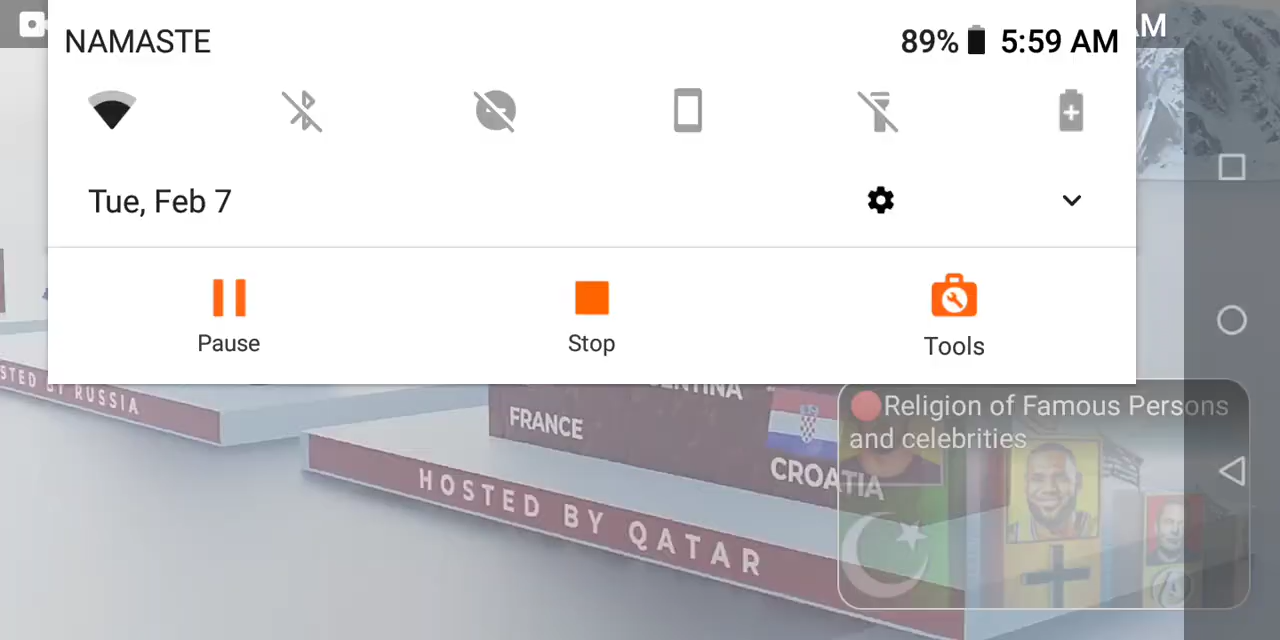 AM
NAMASTE
89%
5:59 AM
Tue, Feb 7
Pause
Stop
Tools
FRANCE
CROATIA
HOSTED BY QATAR
BY RUSSIA
Religion of Famous Persons
and celebrities